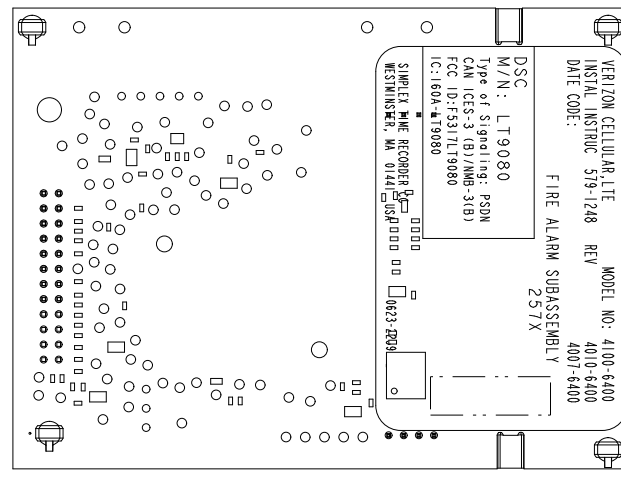 VERIZON CELLULAR,LTE MODEL NO: 4100-6400
INSTAL INSTRUC 579-1248 REV 4010-6400
DATE CODE: 4007-6400
FIRE ALARM SUBASSEMBLY
257X
DSC
M/N: LT9080
Type of Signaling: PSDN
CAN ICES-3 (B)/NMB-3(B)
FCC ID:F5317LT9080
IC:160A-LT9080
SIMPLEX TIME RECORDER CO
WESTMINSTER, MA 01441 USA